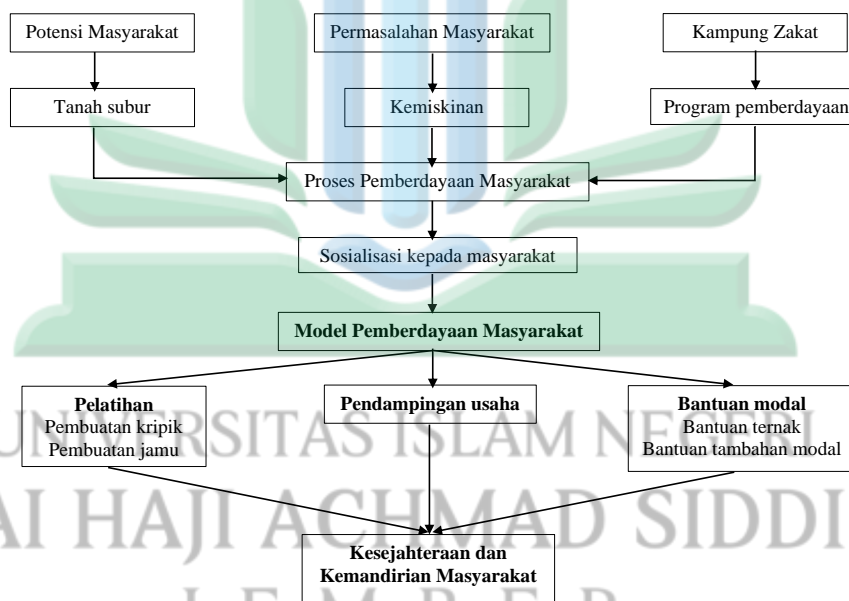 Potensi Masyarakat
Permasalahan Masyarakat
Kampung Zakat
Tanah subur
Kemiskinan
Program pemberdayaan
Proses Pemberdayaan Masyarakat
Sosialisasi kepada masyarakat
Model Pemberdayaan Masyarakat
Pelatihan
Pembuatan kripik
Pembuatan jamu
Pendampingan usaha
Bantuan modal
Bantuan ternak
Bantuan tambahan modal
Kesejahteraan dan
Kemandirian Masyarakat
UNIVERSITAS ISLAM NEGERI
AI HAJI ACHMAD SIDDI
J E M B E R